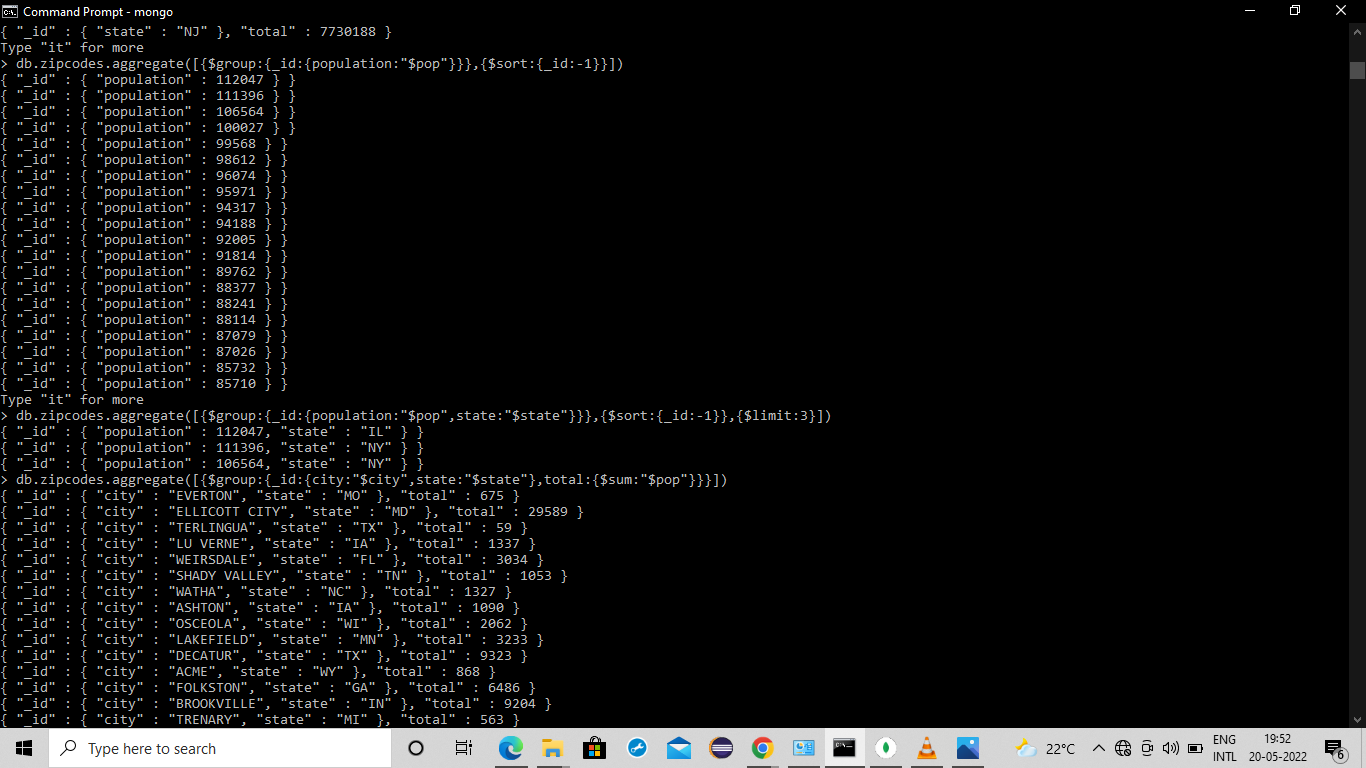 Command Prompt - mongo
{ "_id" : { "state" : "NJ" }, "total" : 7730188 }
Type "it" for more
> db.zipcodes.aggregate([{$group:{_id:{population:"$pop"}}},{$sort:{_id:-1}}])
{ "_id" : { "population" : 112047 } }
{ "_id" : { "population" : 111396 } }
{ "_id" : { "population" : 106564 } }
{ "_id" : { "population" : 100027 } }
{ "_id" : { "population" : 99568 } }
{ "_id" : { "population" : 98612 } }
{ "_id" : { "population" : 96074 } }
{ "_id" : { "population" : 95971 } }
{ "_id" : { "population" : 94317 } }
{ "_id" : { "population" : 94188 } }
{ "_id" : { "population" : 92005 } }
{ "_id" : { "population" : 91814 } }
{ "_id" : { "population" : 89762 } }
{ "_id" : { "population" : 88377 } }
{ "_id" : { "population" : 88241 } }
{ "_id" : { "population" : 88114 } }
{ "_id" : { "population" : 87079 } }
{ "_id" : { "population" : 87026 } }
{ "_id" : { "population" : 85732 } }
{ "_id" : { "population" : 85710 } }
Type "it" for more
> db.zipcodes.aggregate([{$group:{_id:{population:"$pop",state:"$state"}}},{$sort:{_id:-1}},{$limit:3}])
{ "_id" : { "population" : 112047, "state" : "IL" } }
{ "_id" : { "population" : 111396, "state" : "NY" } }
{ "_id" : { "population" : 106564, "state" : "NY" } }
> db.zipcodes.aggregate([{$group:{_id:{city:"$city",state:"$state"},total:{$sum:"$pop"}}}])
{ "_id" : { "city" : "EVERTON", "state" : "MO" }, "total" : 675 }
{ "_id" : { "city" : "ELLICOTT CITY", "state" : "MD" }, "total" : 29589 }
{ "_id" : { "city" : "TERLINGUA", "state" : "TX" }, "total" : 59 }
{ "_id" : { "city" : "LU VERNE", "state" : "IA" }, "total" : 1337 }
{ "_id" : { "city" : "WEIRSDALE", "state" : "FL" }, "total" : 3034 }
{ "_id" : { "city" : "SHADY VALLEY", "state" : "TN" }, "total" : 1053 }
{ "_id" : { "city" : "WATHA", "state" : "NC" }, "total" : 1327 }
{ "_id" : { "city" : "ASHTON", "state" : "IA" }, "total" : 1090 }
{ "_id" : { "city" : "OSCEOLA", "state" : "WI" }, "total" : 2062 }
{ "_id" : { "city" : "LAKEFIELD", "state" : "MN" }, "total" : 3233 }
{ "_id" : { "city" : "DECATUR", "state" : "TX" }, "total" : 9323 }
{ "_id" : { "city" : "ACME", "state" : "WY" }, "total" : 868 }
{ "_id" : { "city" : "FOLKSTON", "state" : "GA" }, "total" : 6486 }
{ "_id" : { "city" : "BROOKVILLE", "state" : "IN" }, "total" : 9204 }
{ "_id" : { "city" : "TRENARY", "state" : "MI" }, "total" : 563 }
Type here to search
22°C
ENG
INTL
19:52
20-05-2022
6